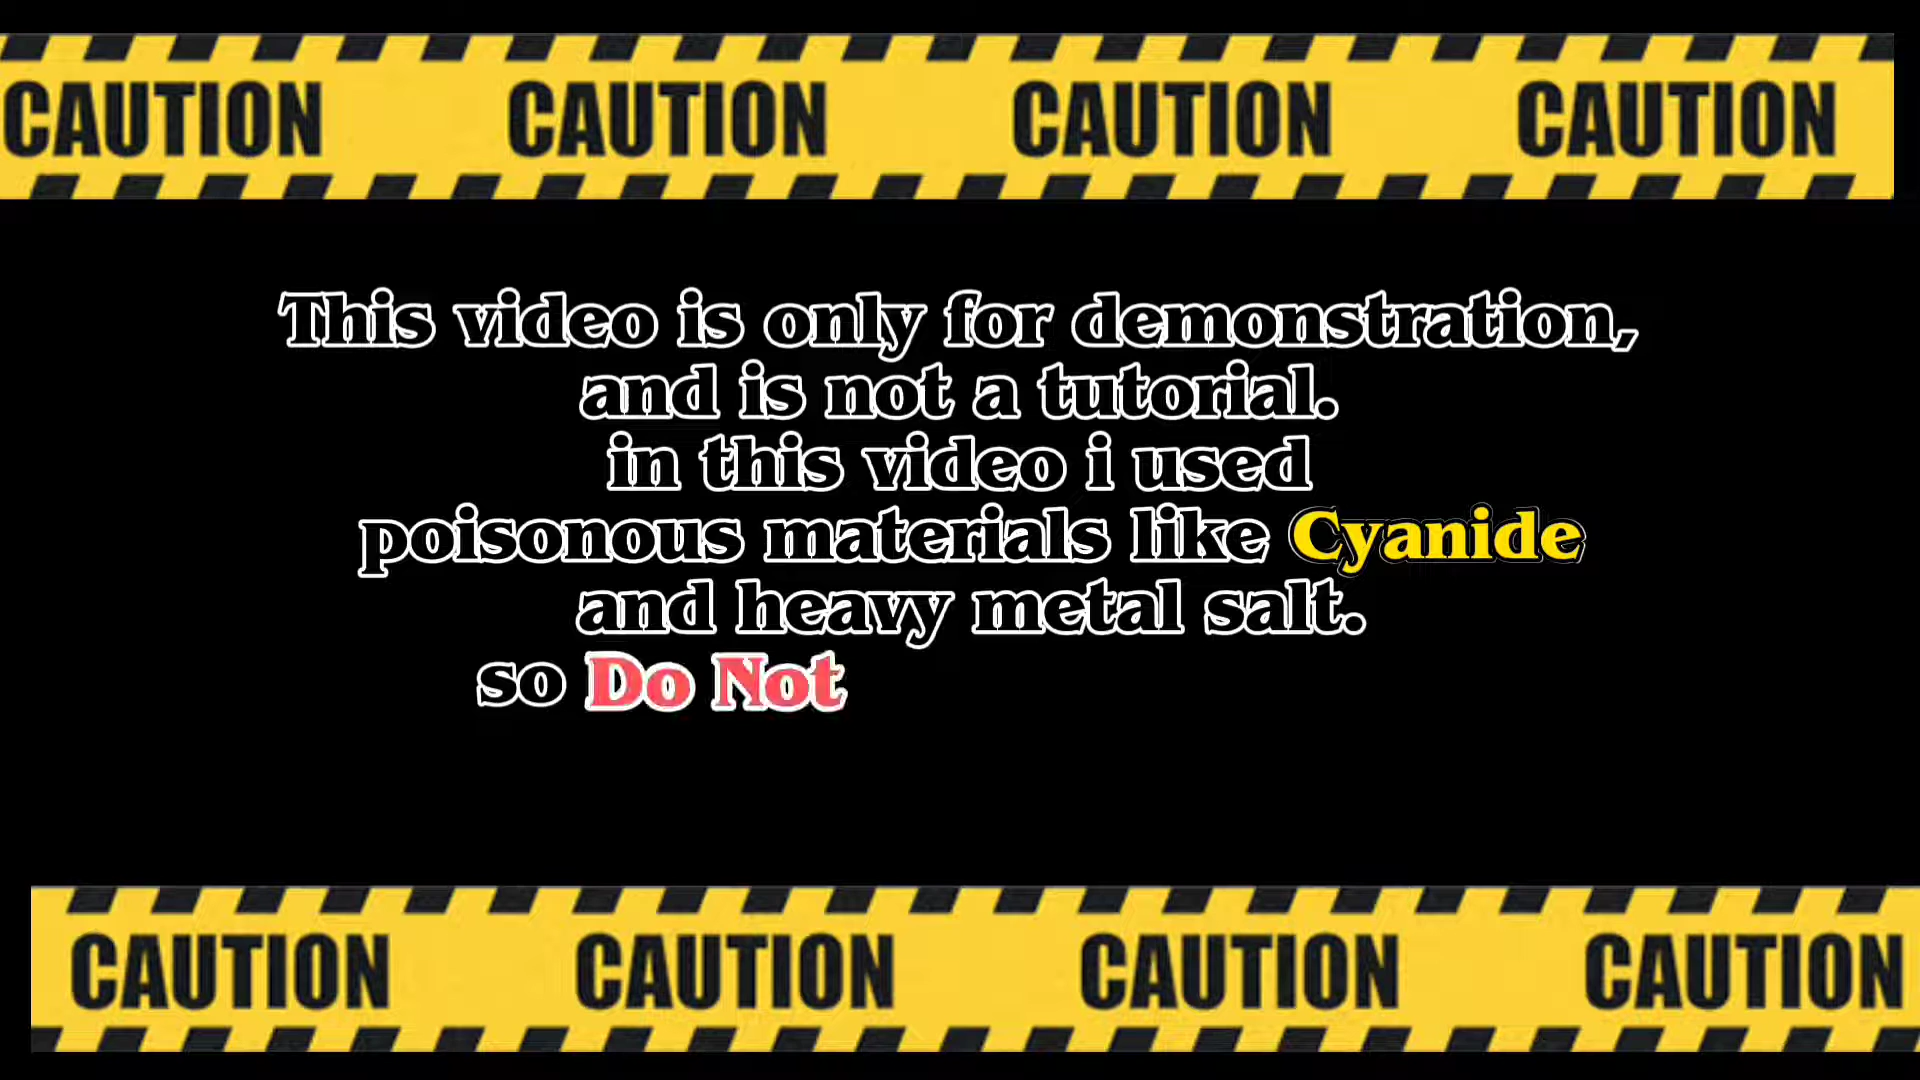 CAUTION CAUTION CAUTION CAUTION
This video is only for demonstration,
and is not a tutorial.
in this video i used
poisonous materials like Cyanide
and heavy metal salt.
so Do Not
CAUTION CAUTION CAUTION CAUTION